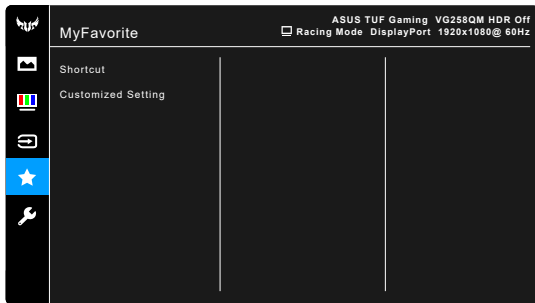 MyFavorite
ASUS TUF Gaming VG258QM HDR Off
Racing Mode DisplayPort 1920x1080@ 60Hz
Shortcut
Customized Setting